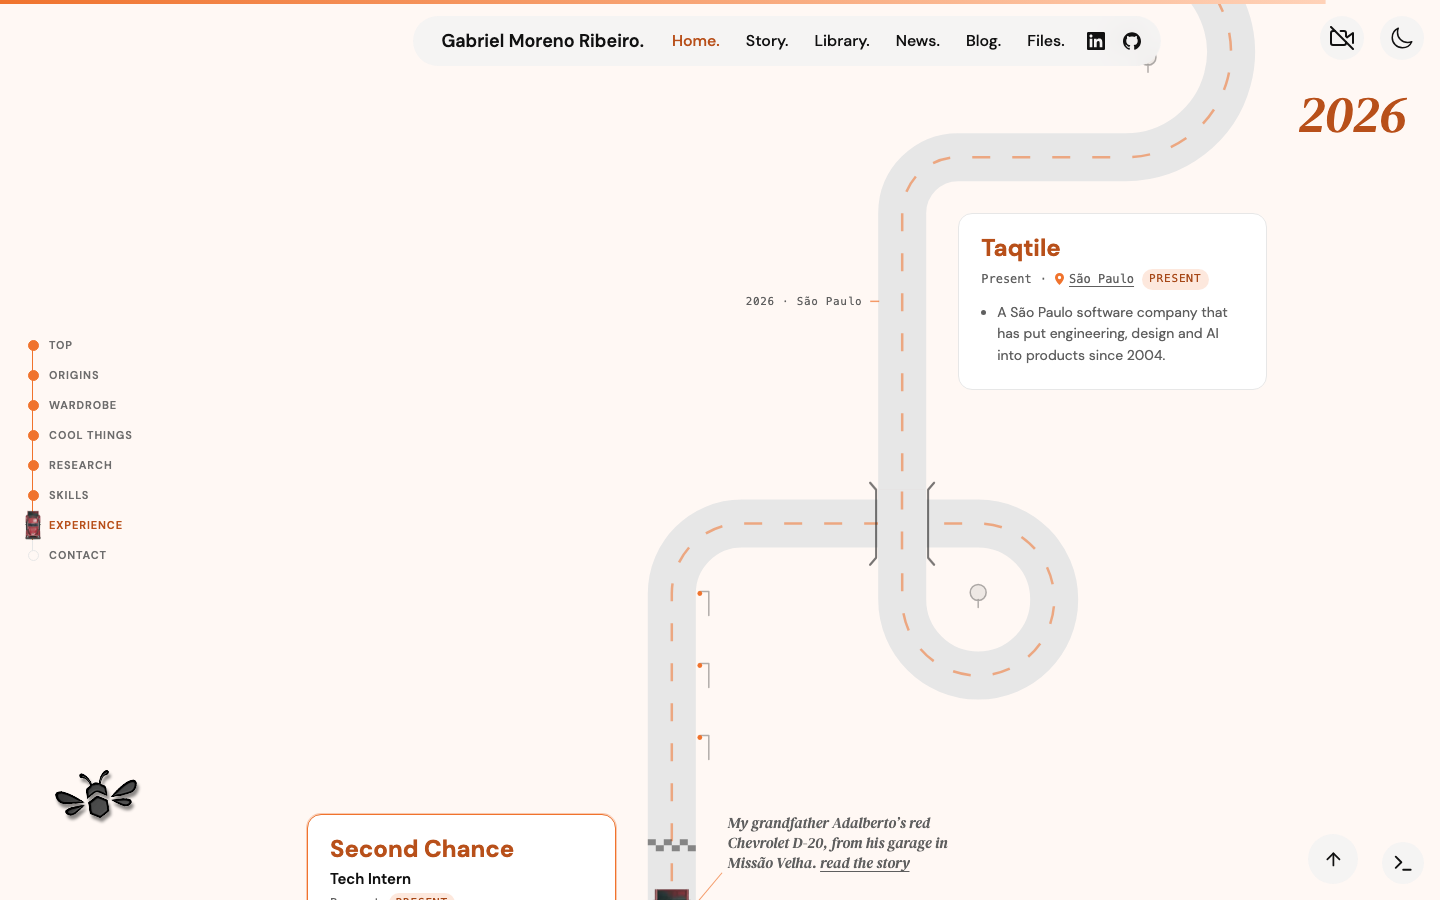 Gabriel Moreno Ribeiro. Home. Story. Library. News. Blog. Files.
2026
Taqtile
Present · São Paulo PRESENT
A São Paulo software company that
has put engineering, design and AI
into products since 2004.
2026 · São Paulo
TOP
ORIGINS
WARDROBE
COOL THINGS
RESEARCH
SKILLS
EXPERIENCE
CONTACT
My grandfather Adalberto's red
Chevrolet D-20, from his garage in
Missão Velha. read the story
Second Chance
Tech Intern